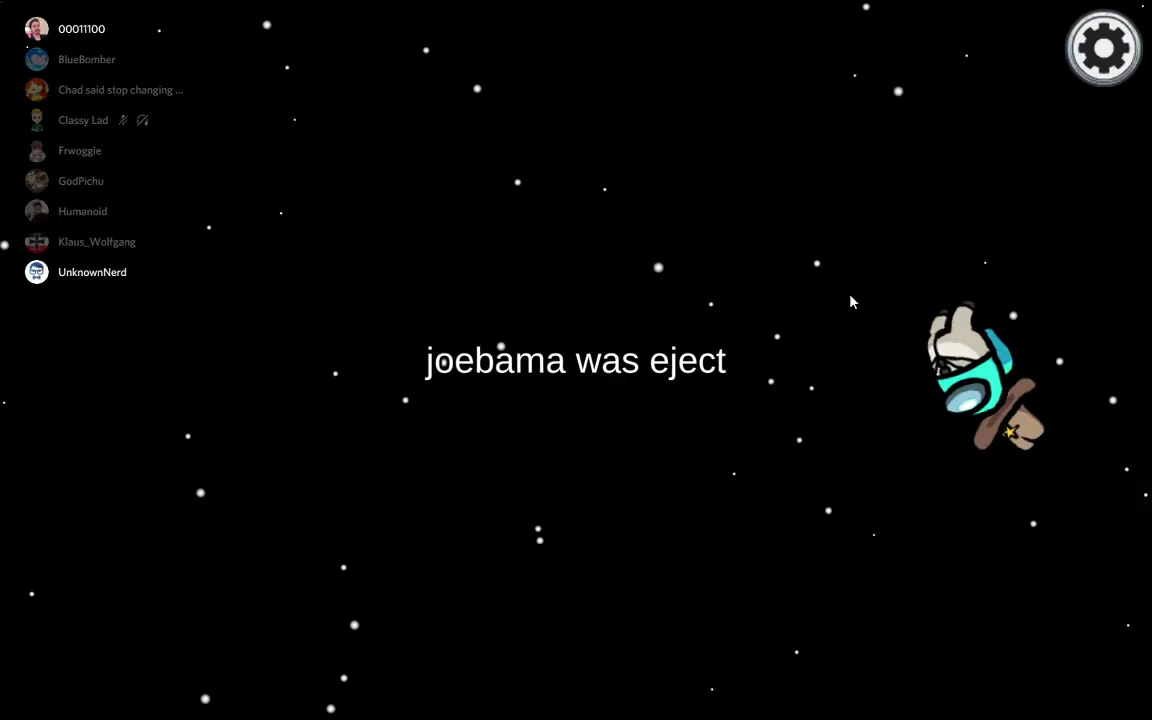 00011100
BlueBomber
Chad said stop changing ...
Classy Lad
Frwoggie
GodPichu
Humanoid
Klaus_Wolfgang
UnknownNerd
joebama was eject